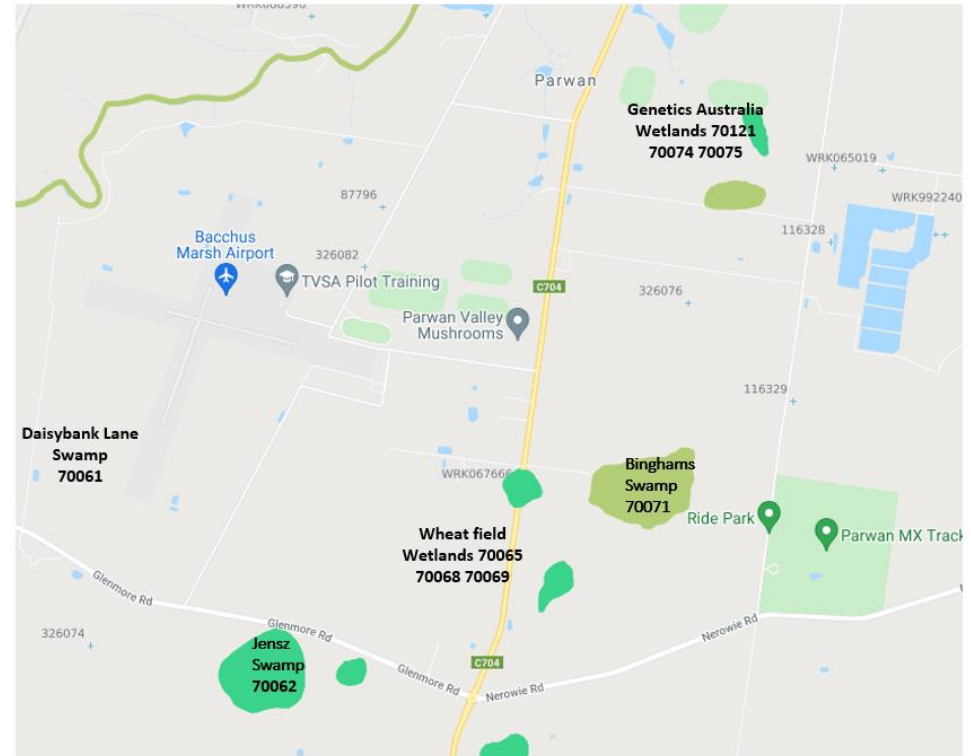 WRK088590
Parwan
Genetics Australia
Wetlands 70121
70074 70075
WRK065019
87796
WRK992240
116328
Bacchus
Marsh Airport
326082
TVSA Pilot Training
C704
326076
Parwan Valley
Mushrooms
116329
Daisybank Lane
Swamp
70061
WRK067666
Binghams
Swamp
70071
Ride Park
Parwan MX Track
Wheat field
Wetlands 70065
70068 70069
Glenmore Rd
Glenmore Rd
Nerowie Rd
326074
Jensz
Swamp
70062
C704
Glenmore Rd
Nerowie Rd